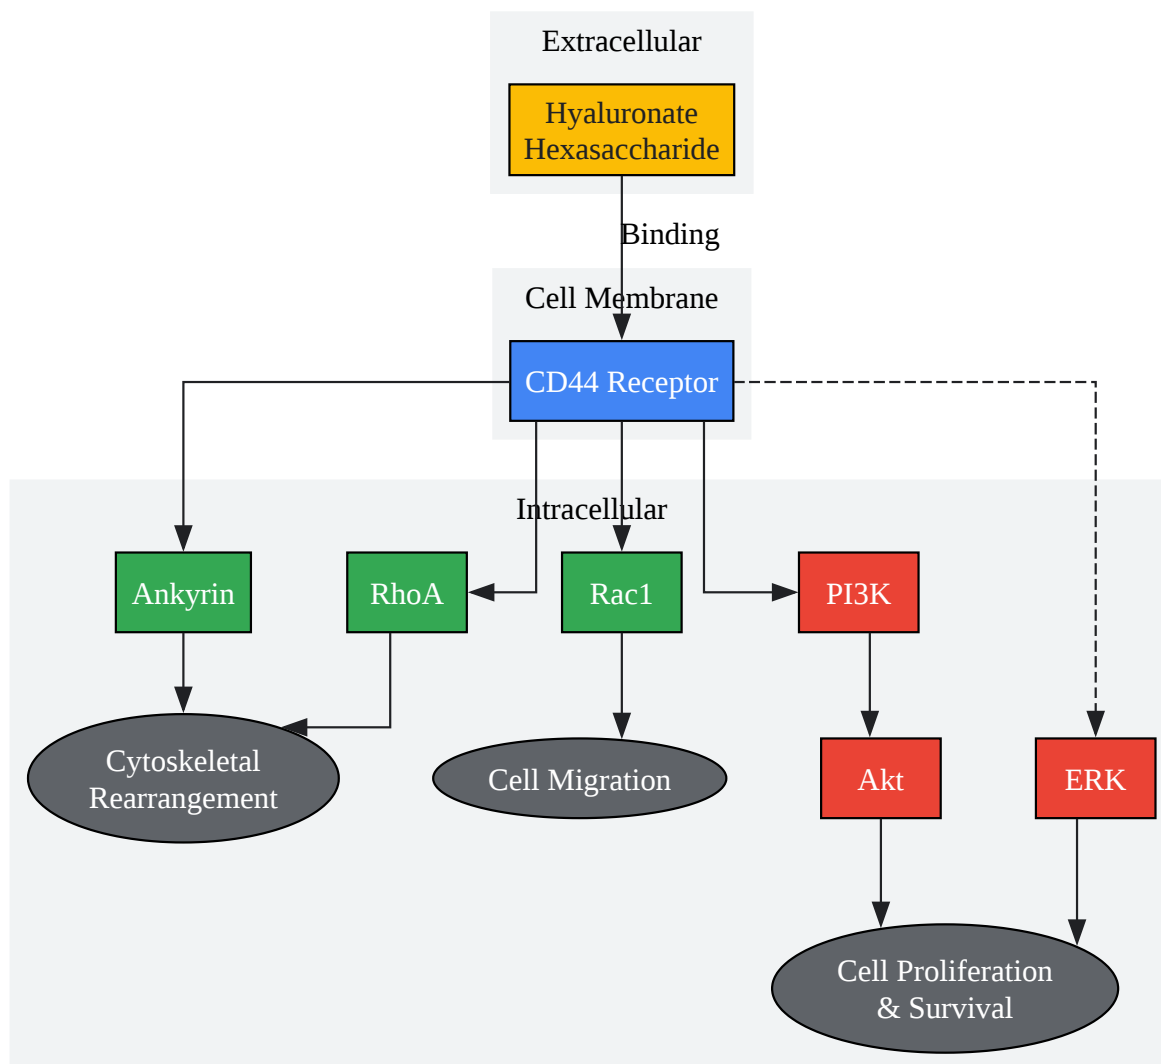 Extracellular
Hyaluronate
Hexasaccharide
Binding
Cell Membrane
CD44 Receptor
Intracellular
Ankyrin
RhoA
Rac1
PI3K
Cytoskeletal
Rearrangement
Cell Migration
Akt
ERK
Cell Proliferation
& Survival